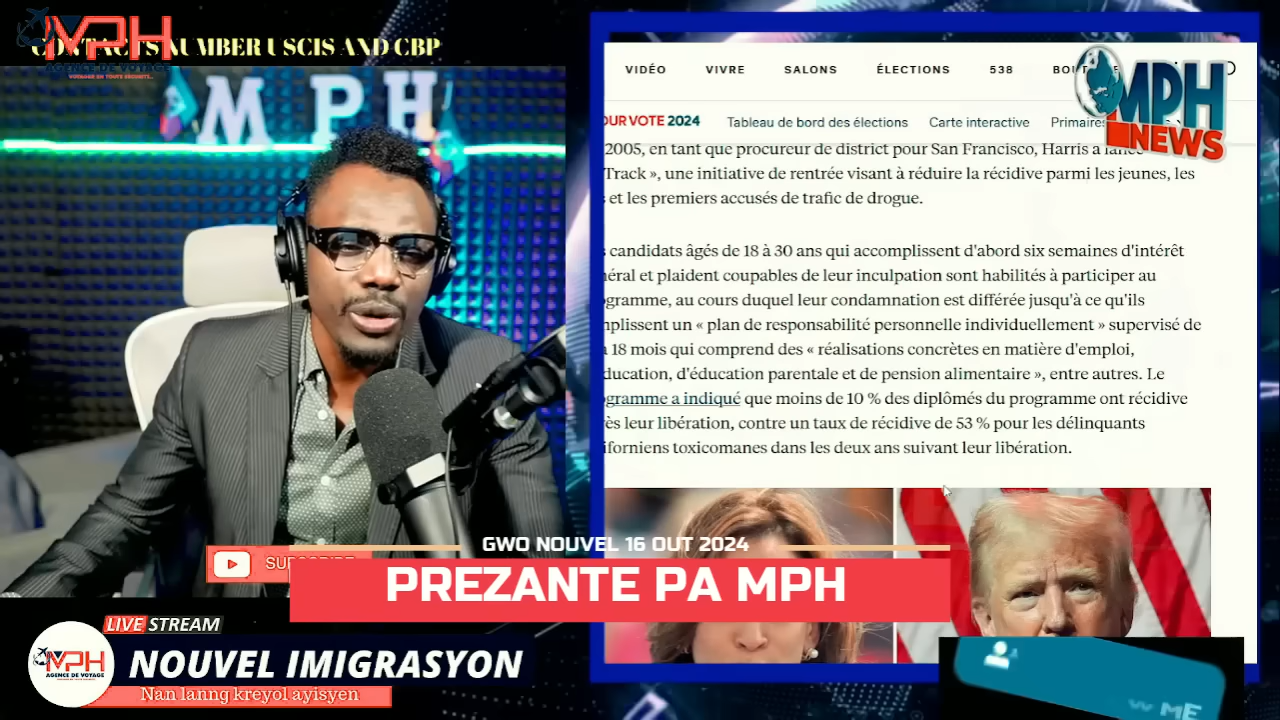 CONTACTS NUMBER USCIS AND CBP
MPH
AGENCE DE VOYAGE
VOYAGER EN TOUTE SECURITE...
M P H
VIDÉO VIVRE SALONS ÉLECTIONS 538
MPH
NEWS
OUR VOTE 2024 Tableau de bord des élections Carte interactive Primaires
2005, en tant que procureur de district pour San Francisco, Harris a lancé
Track », une initiative de rentrée visant à réduire la récidive parmi les jeunes, les
et les premiers accusés de trafic de drogue.
candidats âgés de 18 à 30 ans qui accomplissent d'abord six semaines d'intérêt
néral et plaident coupables de leur inculpation sont habilités à participer au
ogramme, au cours duquel leur condamnation est différée jusqu'à ce qu'ils
mplissent un « plan de responsabilité personnelle individuellement » supervisé de
à 18 mois qui comprend des « réalisations concrètes en matière d'emploi,
ducation, d'éducation parentale et de pension alimentaire », entre autres. Le
ogramme a indiqué que moins de 10 % des diplômés du programme ont récidive
ès leur libération, contre un taux de récidive de 53 % pour les délinquants
iforniens toxicomanes dans les deux ans suivant leur libération.
GWO NOUVEL 16 OUT 2024
PREZANTE PA MPH
LIVE STREAM
MPH
AGENCE DE VOYAGE
NOUVEL IMIGRASYON
Nan lanng kreyol ayisyen
ME